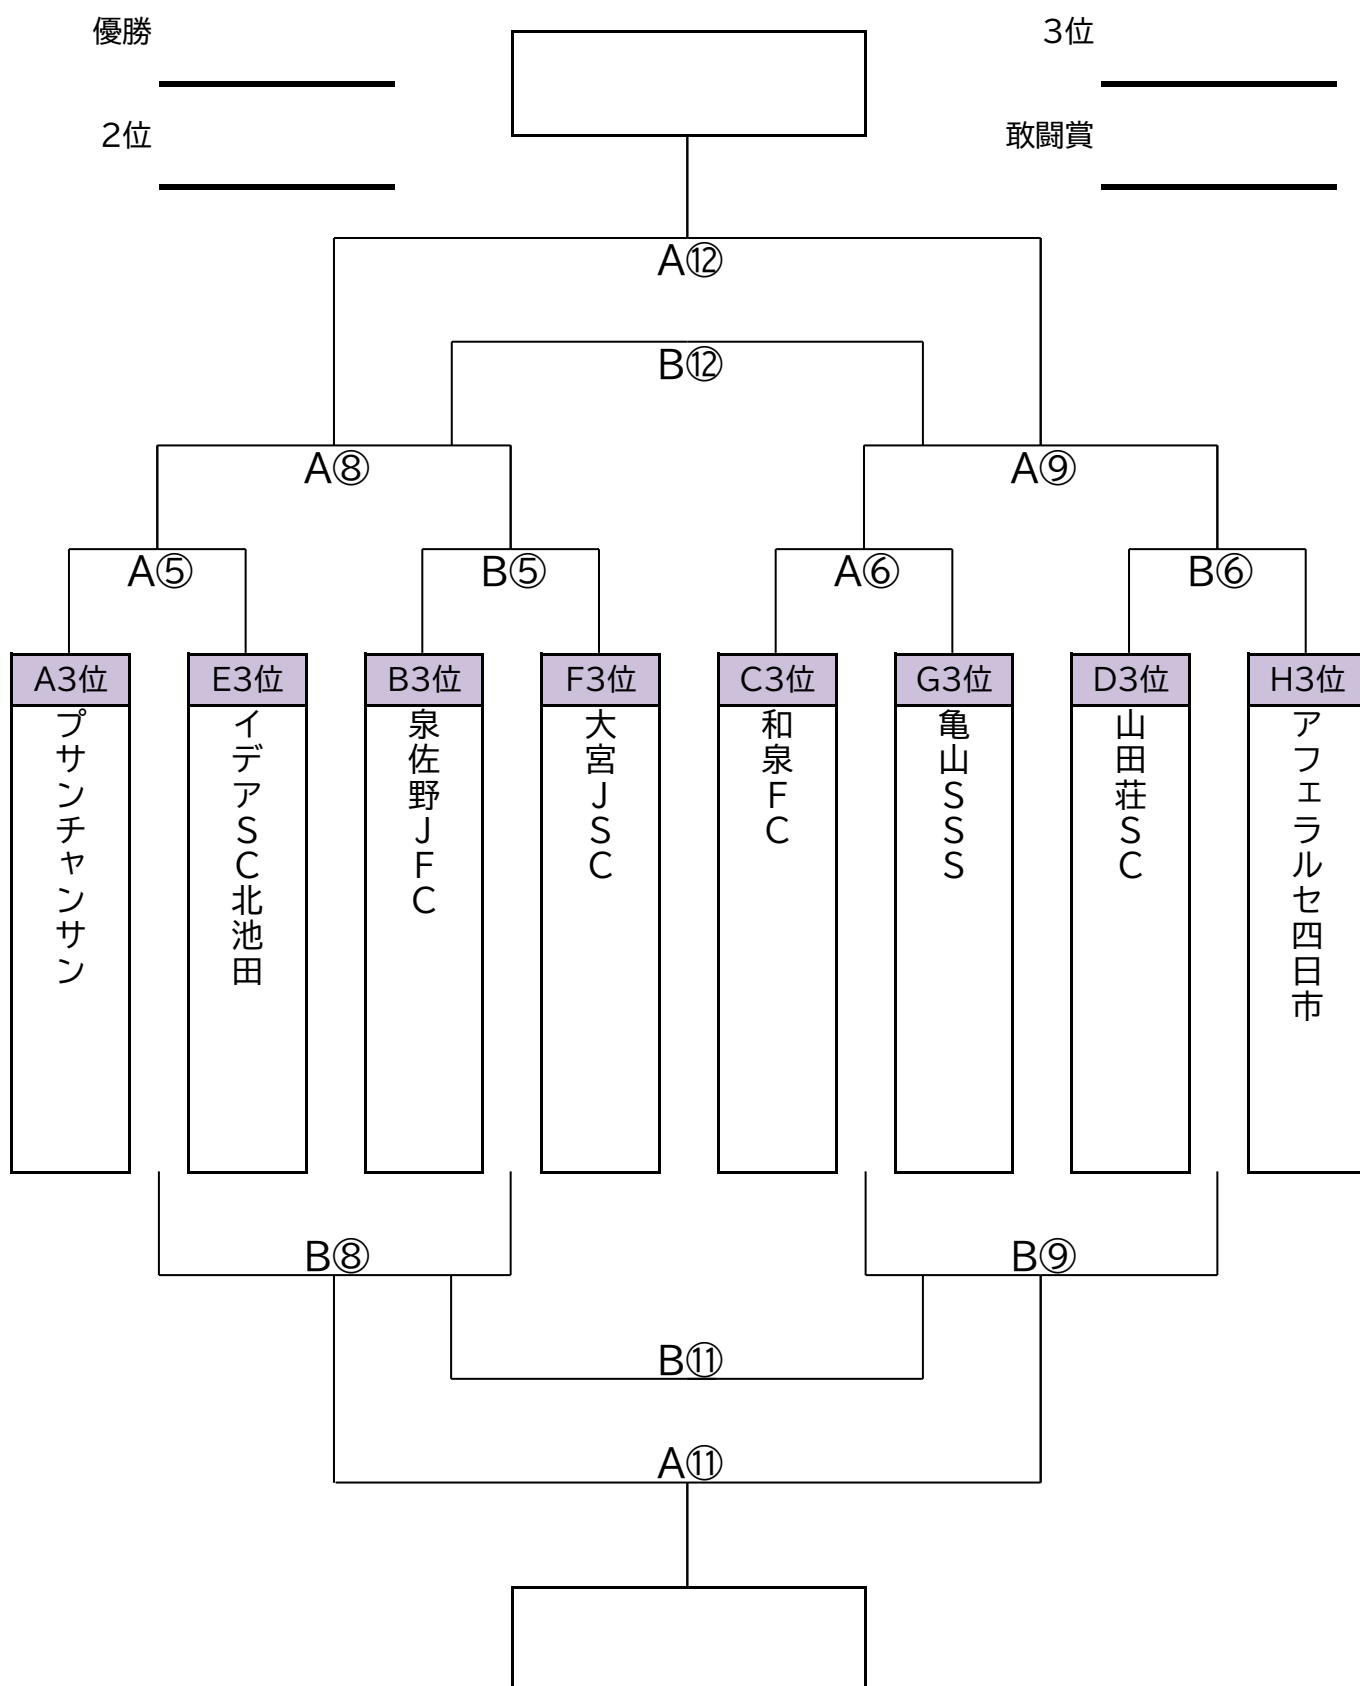 優勝
3位
2位
敢闘賞
A⑫
B⑫
A⑧
A⑨
A⑤
B⑤
A⑥
B⑥
A3位
E3位
B3位
F3位
C3位
G3位
D3位
H3位
プサンチャンサン
イデアSC北池田
泉佐野JFC
大宮JSC
和泉FC
亀山SSS
山田荘SC
アフェラルセ四日市
B⑧
B⑨
B⑪
A⑪